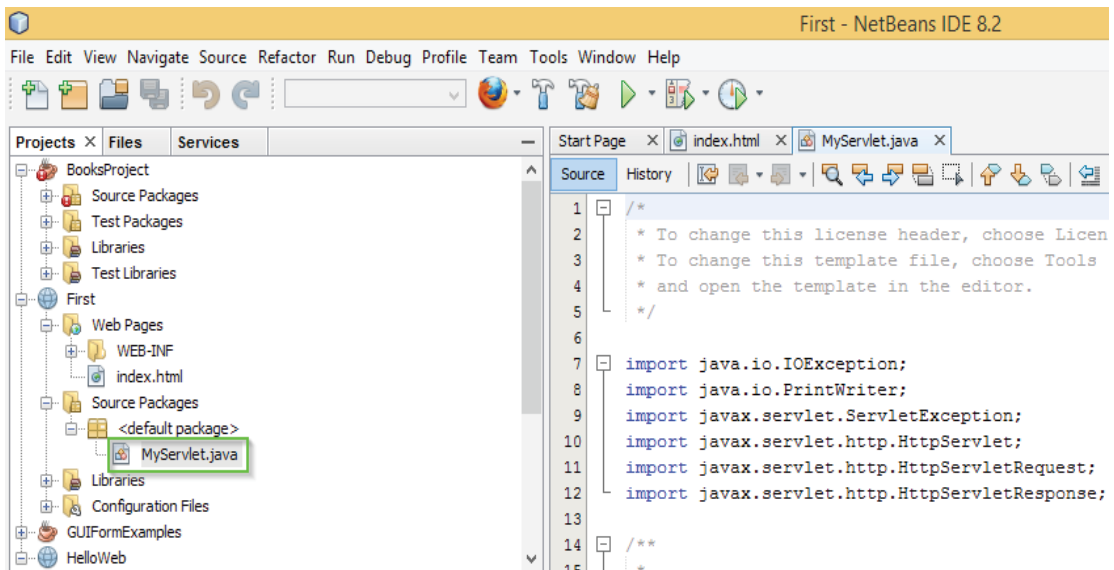 First - NetBeans IDE 8.2
File Edit View Navigate Source Refactor Run Debug Profile Team Tools Window Help
Projects Files Services
BooksProject
Source Packages
Test Packages
Libraries
Test Libraries
First
Web Pages
WEB-INF
index.html
Source Packages
<default package>
MyServlet.java
Libraries
Configuration Files
GUIFormExamples
HelloWeb
Start Page index.html MyServlet.java
Source History
1 /*
2 * To change this license header, choose Licen
3 * To change this template file, choose Tools
4 * and open the template in the editor.
5 */
6
7 import java.io.IOException;
8 import java.io.PrintWriter;
9 import javax.servlet.ServletException;
10 import javax.servlet.http.HttpServlet;
11 import javax.servlet.http.HttpServletRequest;
12 import javax.servlet.http.HttpServletResponse;
13
14 /**
15 *